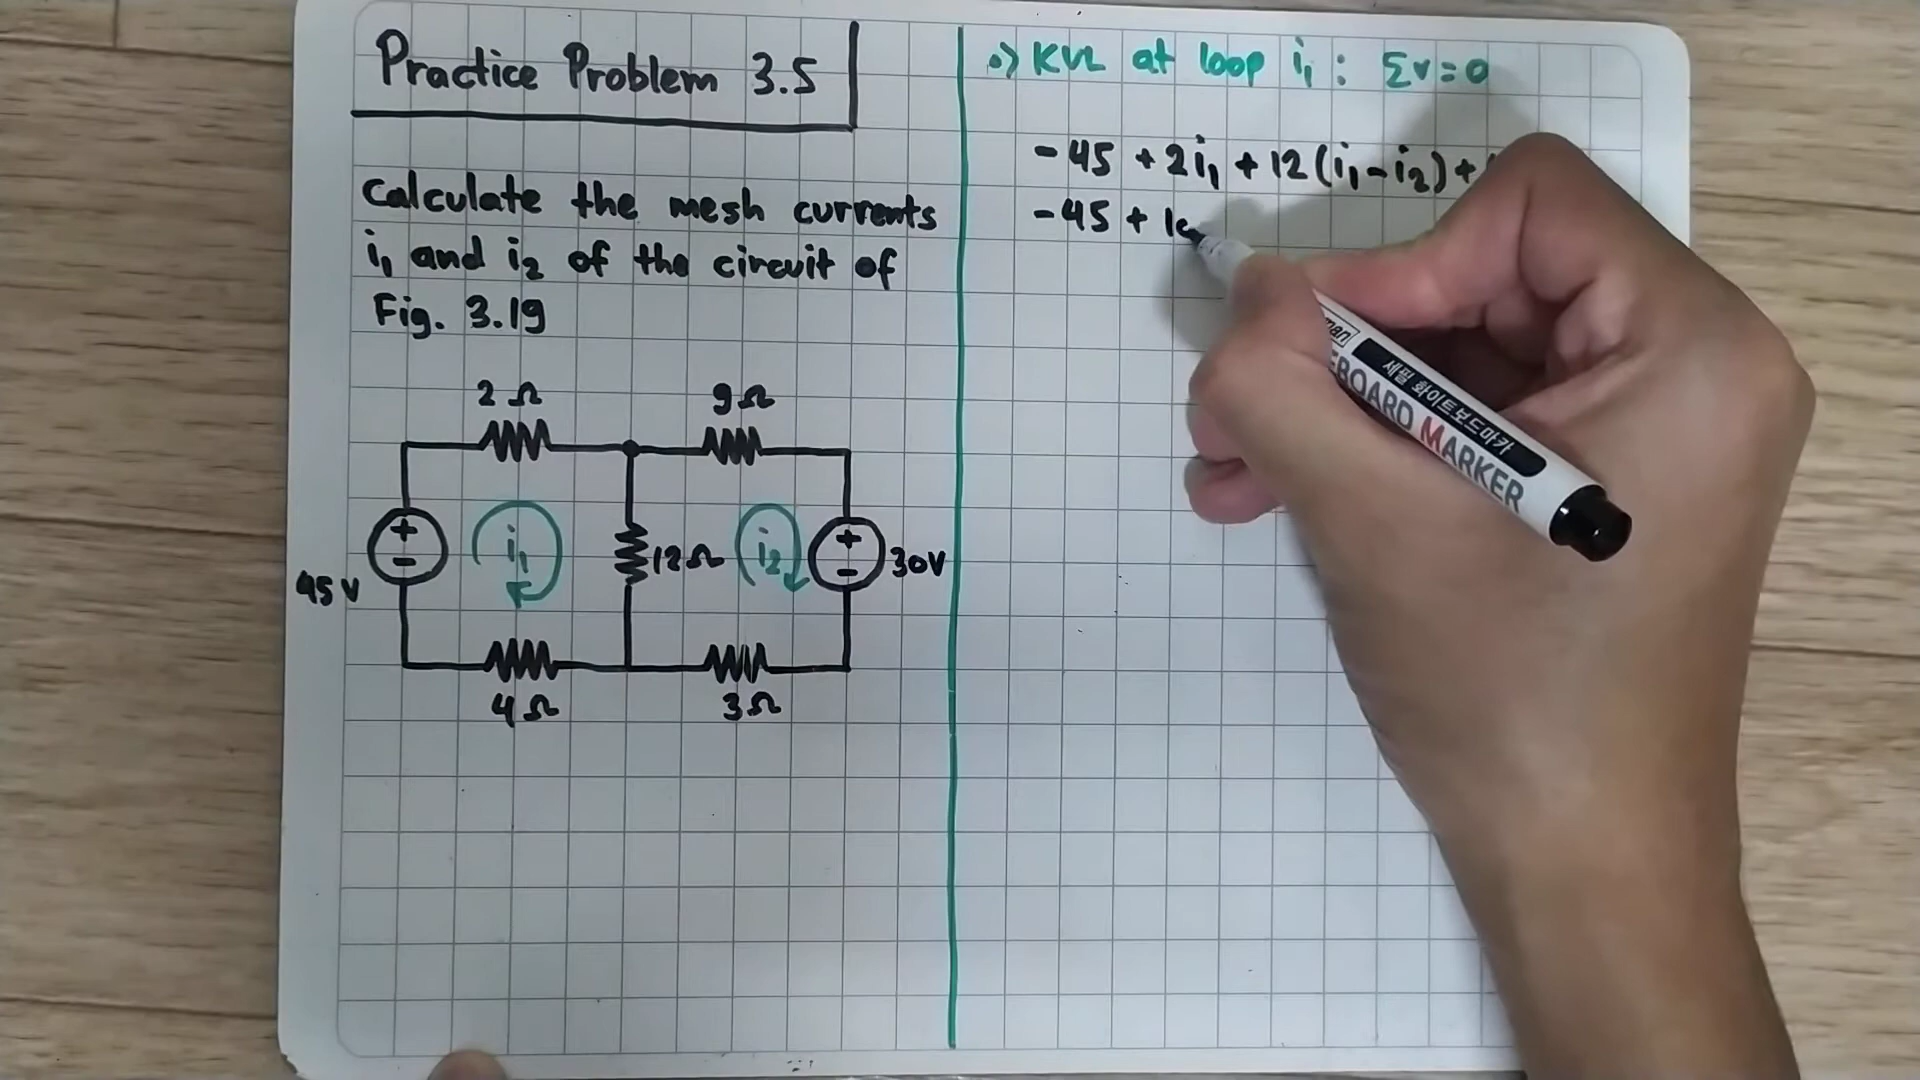 Practice Problem 3.5
Calculate the mesh currents
i₁ and i₂ of the circuit of
Fig. 3.19
2 Ω
9 Ω
+
-
45 V
i₁
12 Ω
i₂
+
-
30V
4 Ω
3 Ω
•) KVL at loop i₁ : Σv = 0
-45 + 2i₁ + 12(i₁-i₂) +
-45 +
세필 화이트보드마카
BOARD MARKER